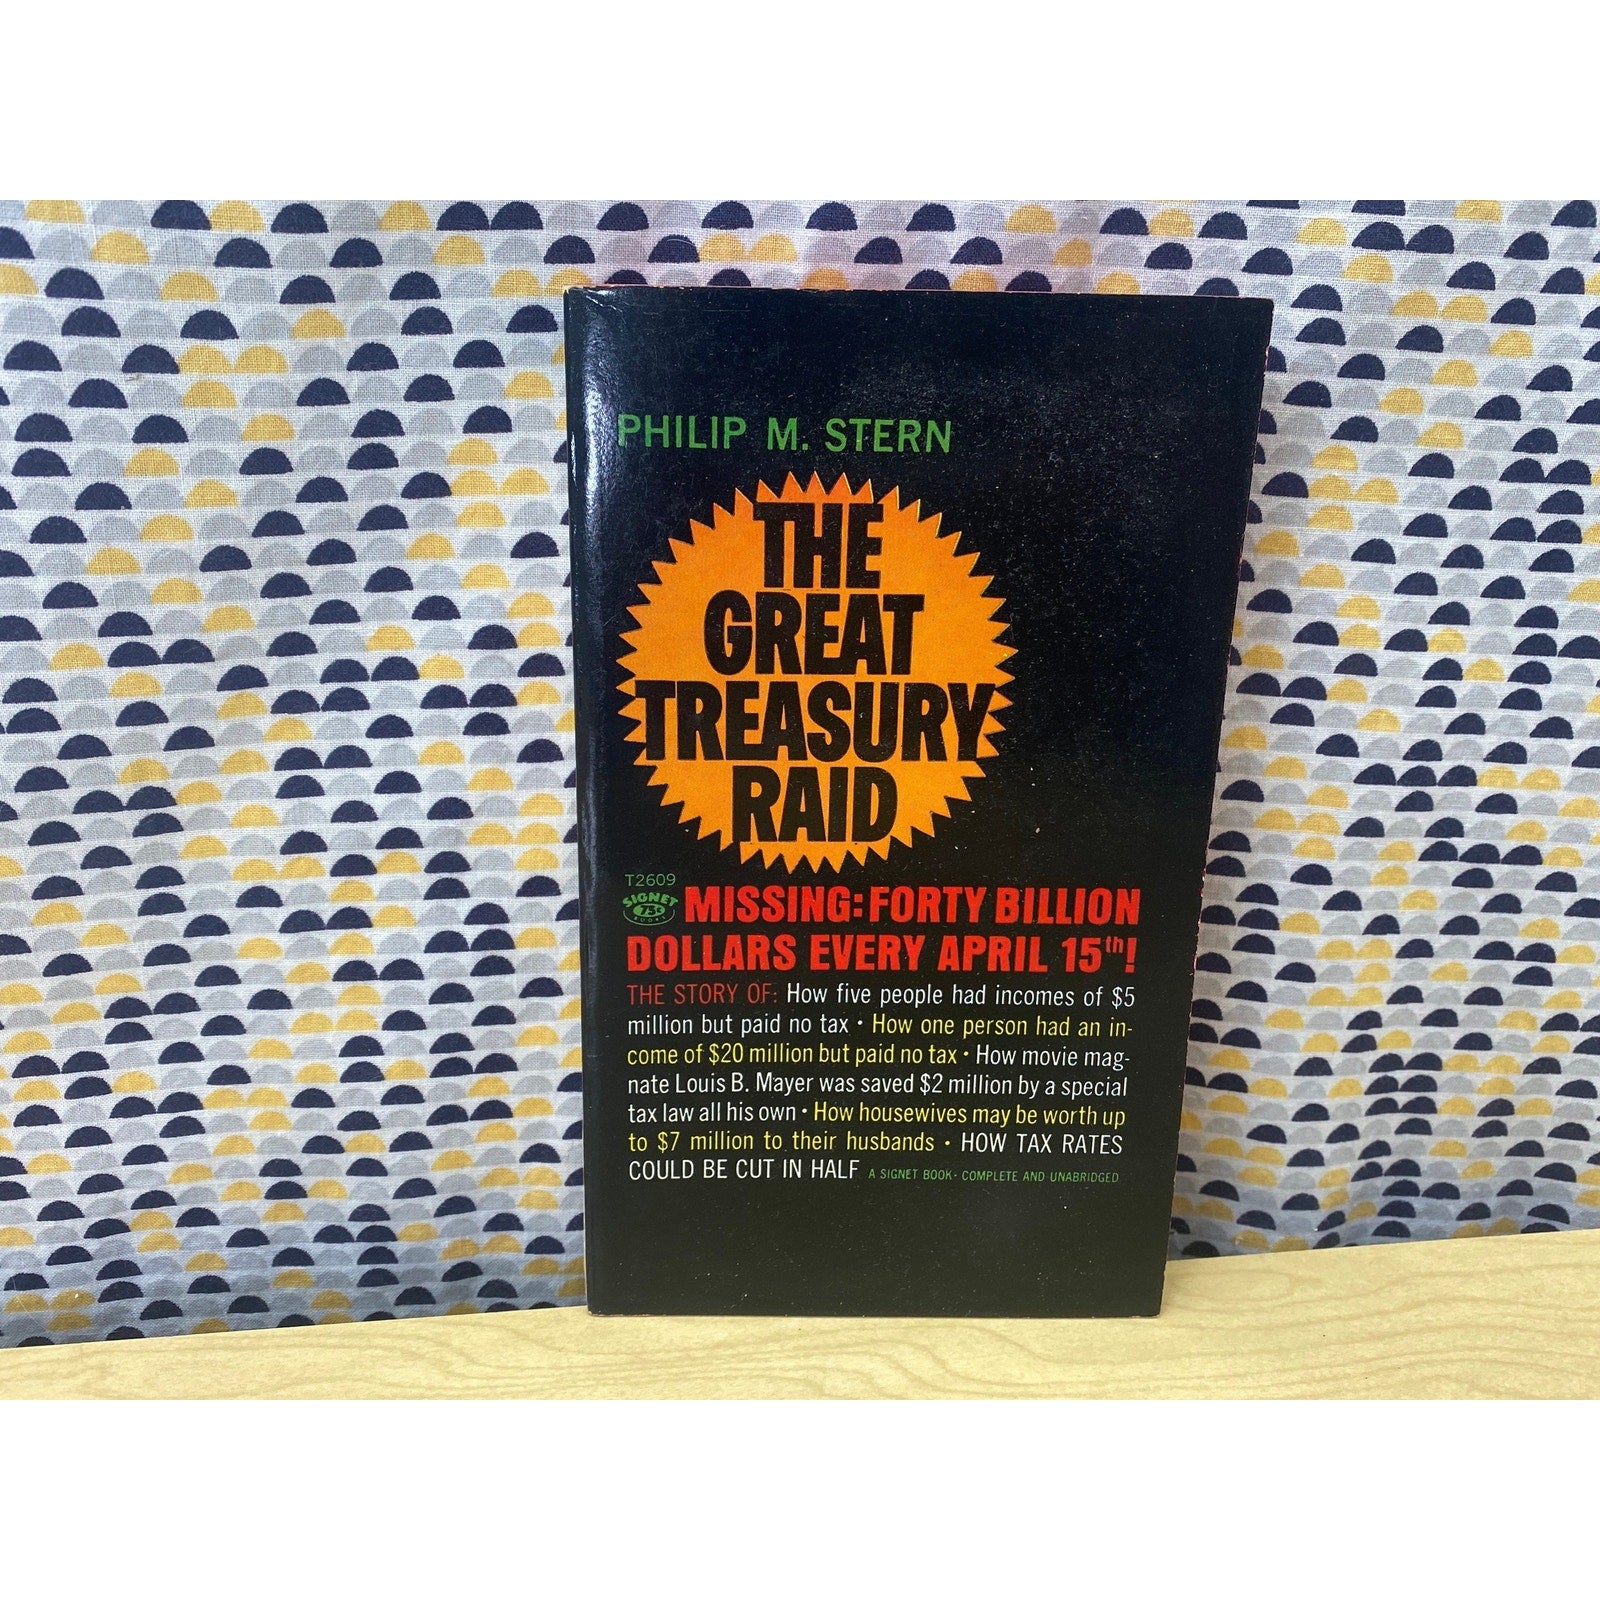 PHILIP M. STERN
THE
GREAT
TREASURY
RAID
T2609
SIGNET
75¢
BOOKS
MISSING: FORTY BILLION
DOLLARS EVERY APRIL 15th!
THE STORY OF: How five people had incomes of $5
million but paid no tax • How one person had an in-
come of $20 million but paid no tax • How movie mag-
nate Louis B. Mayer was saved $2 million by a special
tax law all his own • How housewives may be worth up
to $7 million to their husbands • HOW TAX RATES
COULD BE CUT IN HALF A SIGNET BOOK • COMPLETE AND UNABRIDGED